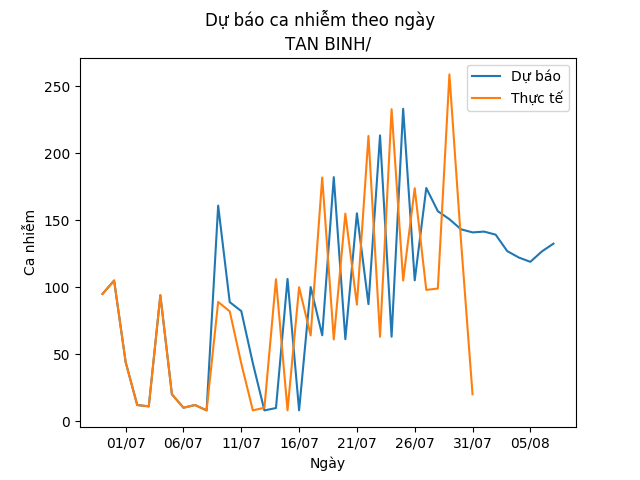 Dự báo ca nhiễm theo ngày
TAN BINH/
Dự báo
Thực tế
250
200
150
100
50
0
Ca nhiễm
01/07 06/07 11/07 16/07 21/07 26/07 31/07 05/08
Ngày